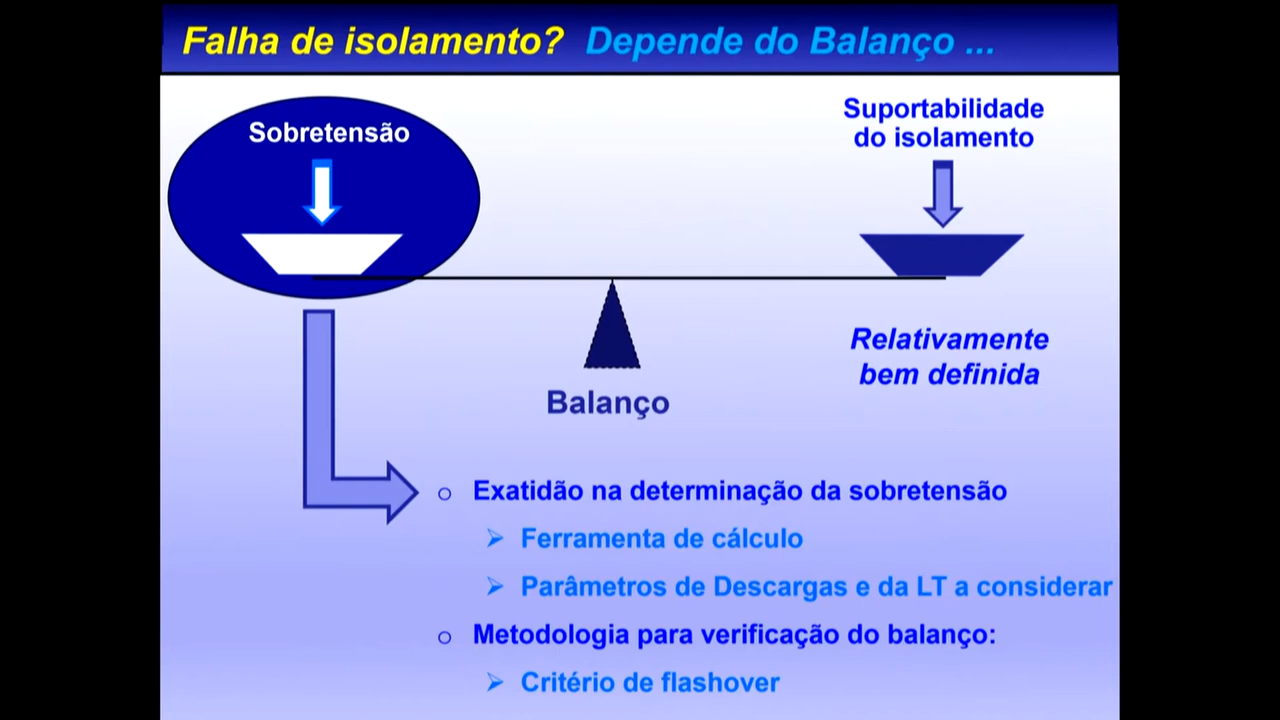 Falha de isolamento? Depende do Balanço ...
Sobretensão
Suportabilidade
do isolamento
Relativamente
bem definida
Balanço
o Exatidão na determinação da sobretensão
➢ Ferramenta de cálculo
➢ Parâmetros de Descargas e da LT a considerar
o Metodologia para verificação do balanço:
➢ Critério de flashover